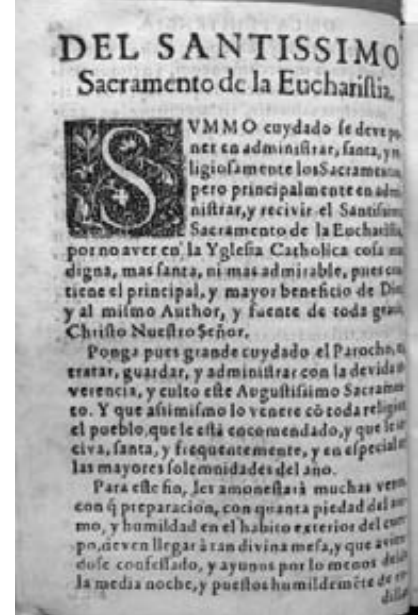 DEL SANTISSIMO
Sacramento de la Euchariſtia.
SVMMO cuydado ſe deve po-
ner en adminiſtrar, ſanta, y re-
ligioſamente los Sacramentos,
pero principalmente en admi-
niſtrar, y recivir el Santiſsimo
Sacramento de la Euchariſtia,
por no aver en la Ygleſia Catholica coſa mas
digna, mas ſanta, ni mas admirable, pues con-
tiene el principal, y mayor beneficio de Dios
y al miſmo Author, y fuente de toda gracia
Chriſto Nueſtro Señor.
Ponga pues grande cuydado el Parocho, en
tratar, guardar, y adminiſtrar con la devida re-
verencia, y culto eſte Auguſtiſsimo Sacramen-
to. Y que aſsimiſmo lo venere cõ toda religion
el pueblo, que le eſtà encomendado, y que le re-
civa, ſanta, y frequentemente, y en eſpecial en
las mayores ſolemnidades del año.
Para eſte fin, les amoneſtarà muchas vezes,
con q̃ preparacion, con quanta piedad del ani-
mo, y humildad en el habito exterior del cuer-
po, deven llegar à tan divina meſa, y que avien-
doſe confeſſado, y ayunos por lo menos deſde
la media noche, y pueſtos humildemẽte de ro-
dillas